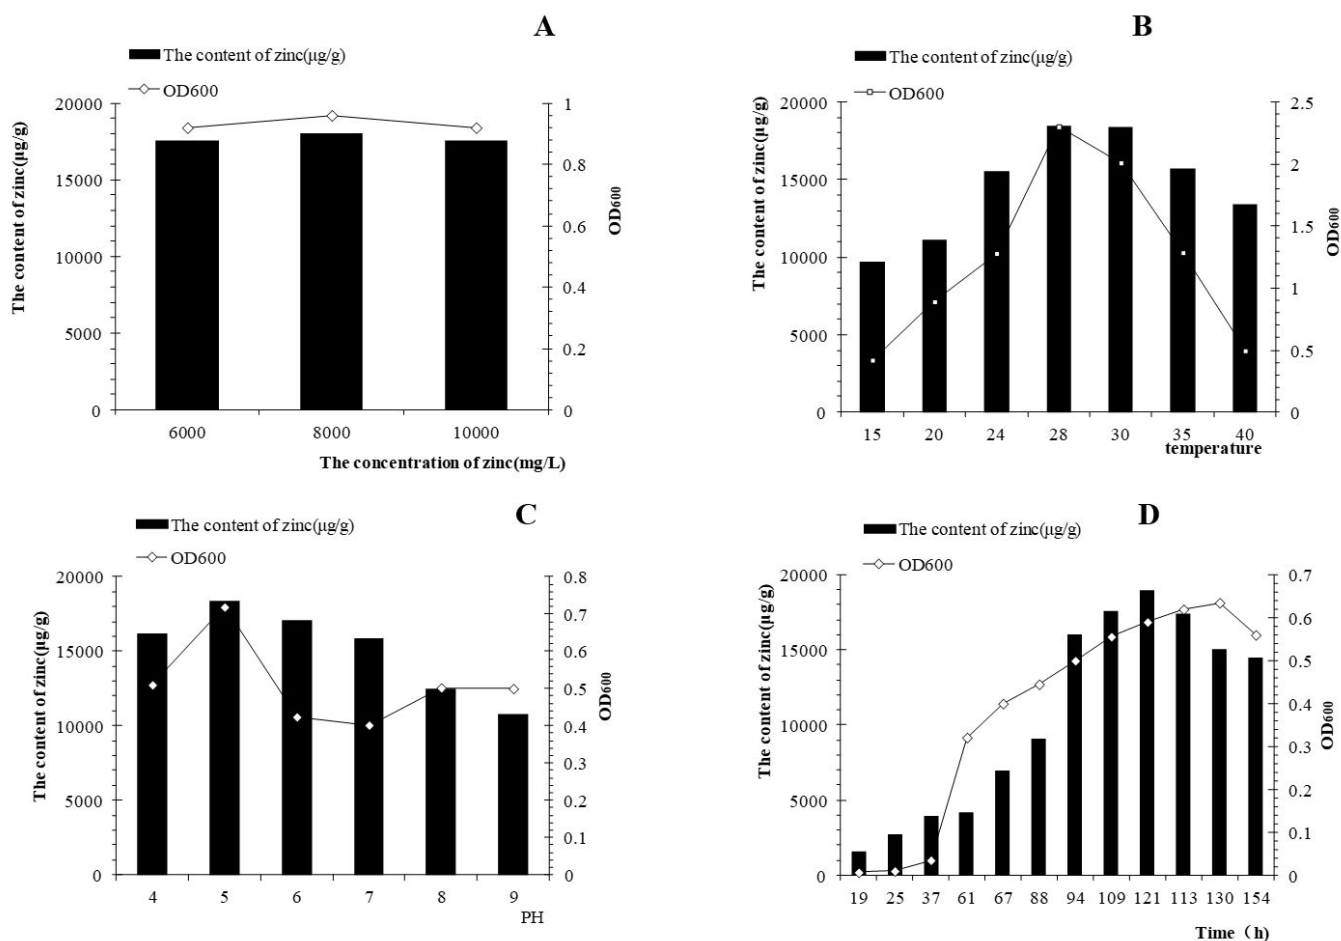 A
The content of zinc(μg/g)
OD600
The content of zinc(μg/g)
20000
15000
10000
5000
0
1
0.8
0.6
0.4
0.2
0
OD600
6000 8000 10000
The concentration of zinc(mg/L)
B
The content of zinc(μg/g)
OD600
The content of zinc(μg/g)
20000
15000
10000
5000
0
2.5
2
1.5
1
0.5
0
OD600
15 20 24 28 30 35 40
temperature
C
The content of zinc(μg/g)
OD600
The content of zinc(μg/g)
20000
15000
10000
5000
0
0.8
0.7
0.6
0.5
0.4
0.3
0.2
0.1
0
OD600
4 5 6 7 8 9
PH
D
The content of zinc(μg/g)
OD600
The content of zinc(μg/g)
20000
15000
10000
5000
0
0.7
0.6
0.5
0.4
0.3
0.2
0.1
0
OD600
19 25 37 61 67 88 94 109 121 113 130 154
Time（h)